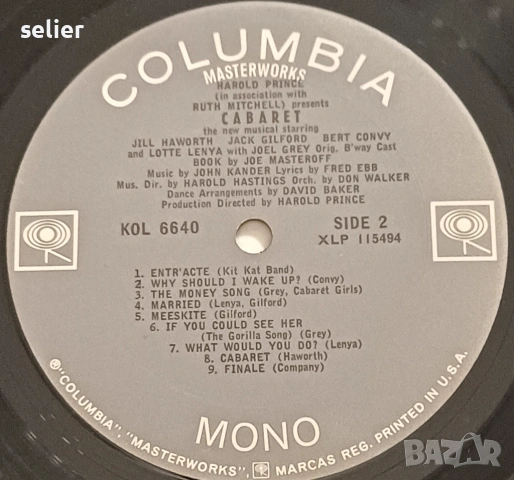 selier
COLUMBIA
MASTERWORKS
HAROLD PRINCE
(in association with
RUTH MITCHELL) presents
CABARET
the new musical starring
JILL HAWORTH JACK GILFORD BERT CONVY
and LOTTE LENYA with JOEL GREY Orig. B'way Cast
BOOK by JOE MASTEROFF
Music by JOHN KANDER Lyrics by FRED EBB
Mus. Dir. by HAROLD HASTINGS Orch. by DON WALKER
Dance Arrangements by DAVID BAKER
Production Directed by HAROLD PRINCE
KOL 6640
SIDE 2
XLP 115494
1. ENTR'ACTE (Kit Kat Band)
2. WHY SHOULD I WAKE UP? (Convy)
3. THE MONEY SONG (Grey, Cabaret Girls)
4. MARRIED (Lenya, Gilford)
5. MEESKITE (Gilford)
6. IF YOU COULD SEE HER
(The Gorilla Song) (Grey)
7. WHAT WOULD YOU DO? (Lenya)
8. CABARET (Haworth)
9. FINALE (Company)
MONO
®"COLUMBIA", "MASTERWORKS", MARCAS REG. PRINTED IN U.S.A.
BAZAR